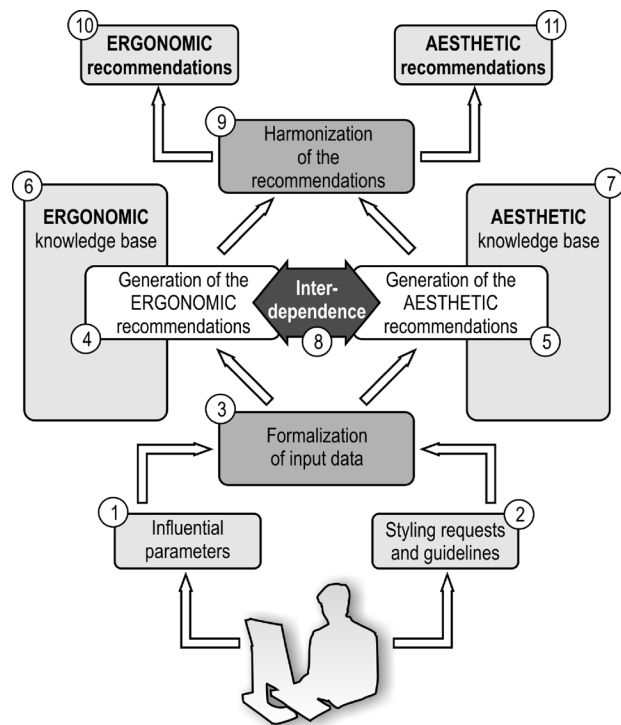 10
ERGONOMIC
recommendations
11
AESTHETIC
recommendations
9
Harmonization
of the
recommendations
6
ERGONOMIC
knowledge base
7
AESTHETIC
knowledge base
Generation of the
ERGONOMIC
recommendations
4
Inter-
dependence
8
Generation of the
AESTHETIC
recommendations
5
3
Formalization
of input data
1
Influential
parameters
2
Styling requests
and guidelines